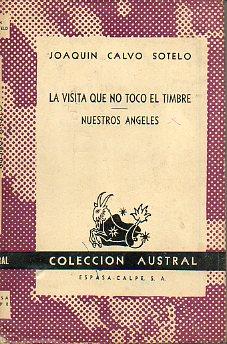 JOAQUIN CALVO SOTELO
LA VISITA QUE NO TOCO EL TIMBRE
NUESTROS ANGELES
COLECCION AUSTRAL
ESPASA-CALPE, S. A.